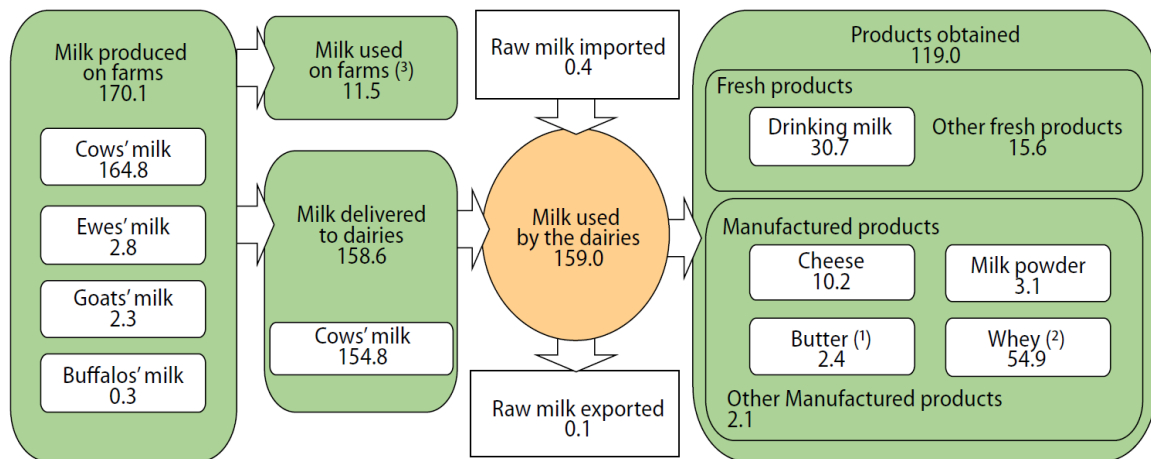 Milk produced
on farms
170.1
Cows’ milk
164.8
Ewes’ milk
2.8
Goats’ milk
2.3
Buffalos’ milk
0.3
Milk used
on farms (³)
11.5
Milk delivered
to dairies
158.6
Cows’ milk
154.8
Raw milk imported
0.4
Milk used
by the dairies
159.0
Raw milk exported
0.1
Products obtained
119.0
Fresh products
Drinking milk
30.7
Other fresh products
15.6
Manufactured products
Cheese
10.2
Milk powder
3.1
Butter (¹)
2.4
Whey (²)
54.9
Other Manufactured products
2.1